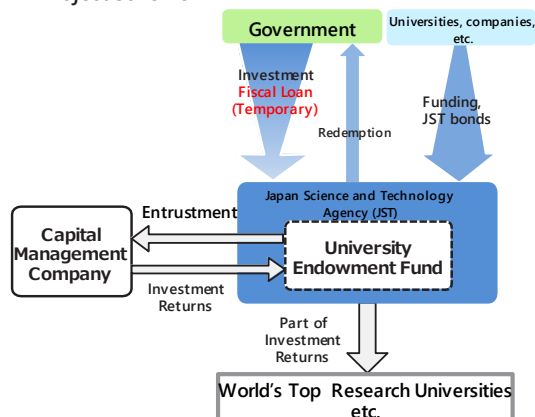 Government
Universities, companies,
etc.
Investment
Fiscal Loan
(Temporary)
Redemption
Funding,
JST bonds
Japan Science and Technology
Agency (JST)
Entrustment
Capital
Management
Company
University
Endowment Fund
Investment
Returns
Part of
Investment
Returns
World's Top Research Universities
etc.